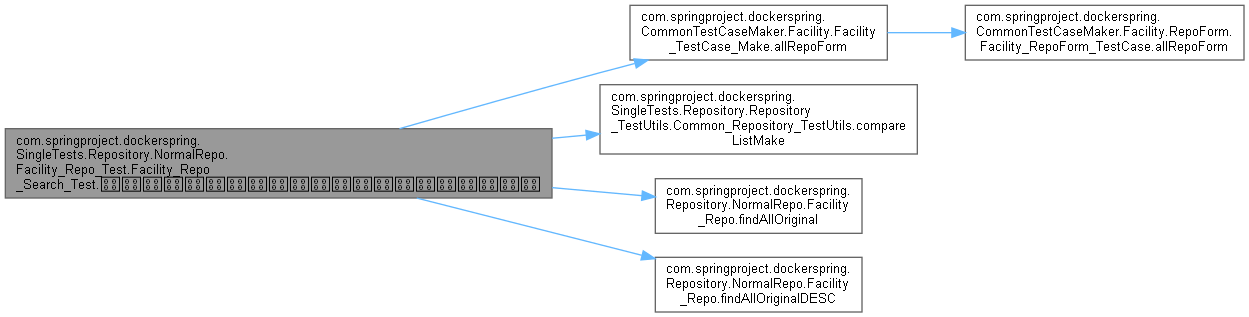 com.springproject.dockerspring.
CommonTestCaseMaker.Facility.Facility
_TestCase_Make.allRepoForm
com.springproject.dockerspring.
CommonTestCaseMaker.Facility.RepoForm.
Facility_RepoForm_TestCase.allRepoForm
com.springproject.dockerspring.
SingleTests.Repository.Repository
_TestUtils.Common_Repository_TestUtils.compare
ListMake
com.springproject.dockerspring.
SingleTests.Repository.NormalRepo.
Facility_Repo_Test.Facility_Repo
_Search_Test.
com.springproject.dockerspring.
Repository.NormalRepo.Facility
_Repo.findAllOriginal
com.springproject.dockerspring.
Repository.NormalRepo.Facility
_Repo.findAllOriginalDESC